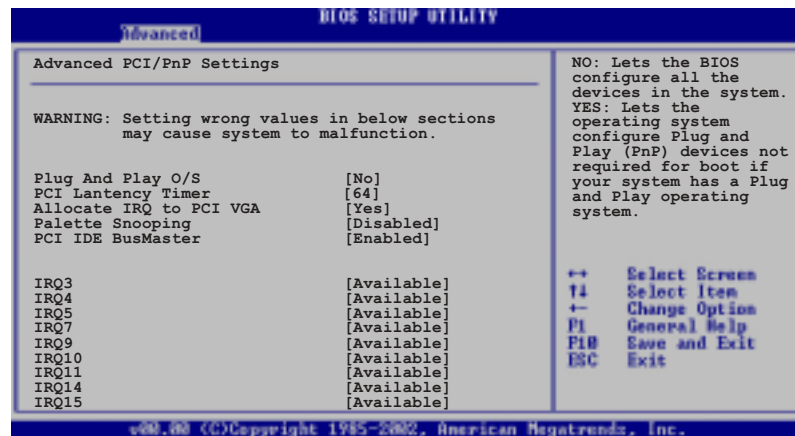 BIOS SETUP UTILITY
Advanced
Advanced PCI/PnP Settings
WARNING: Setting wrong values in below sections
may cause system to malfunction.
Plug And Play O/S [No]
PCI Lantency Timer [64]
Allocate IRQ to PCI VGA [Yes]
Palette Snooping [Disabled]
PCI IDE BusMaster [Enabled]
IRQ3 [Available]
IRQ4 [Available]
IRQ5 [Available]
IRQ7 [Available]
IRQ9 [Available]
IRQ10 [Available]
IRQ11 [Available]
IRQ14 [Available]
IRQ15 [Available]
NO: Lets the BIOS
configure all the
devices in the system.
YES: Lets the
operating system
configure Plug and
Play (PnP) devices not
required for boot if
your system has a Plug
and Play operating
system.
↔ Select Screen
↑↓ Select Item
+- Change Option
F1 General Help
F10 Save and Exit
ESC Exit
v00.00 (C)Copyright 1985-2002, American Megatrends, Inc.